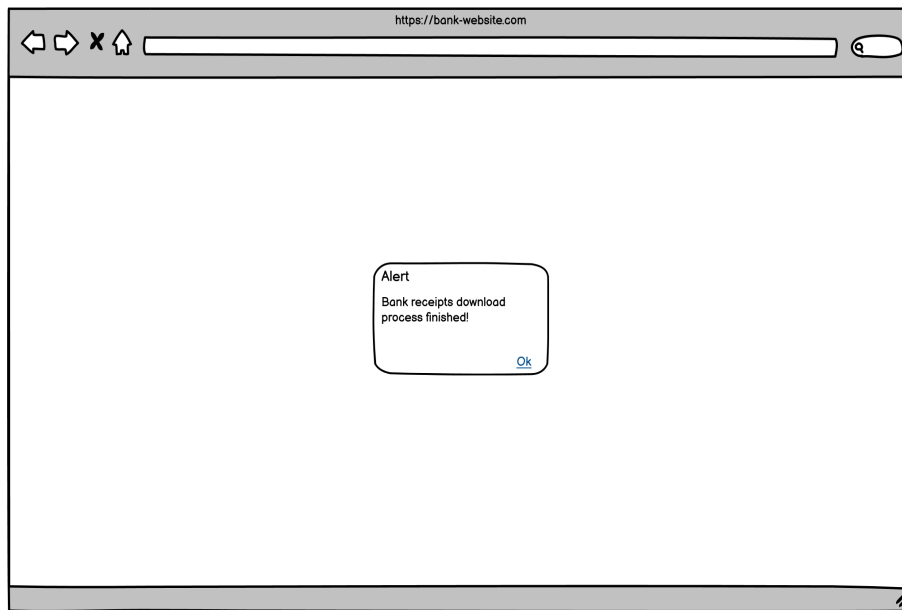 https://bank-website.com
Alert
Bank receipts download
process finished!
Ok